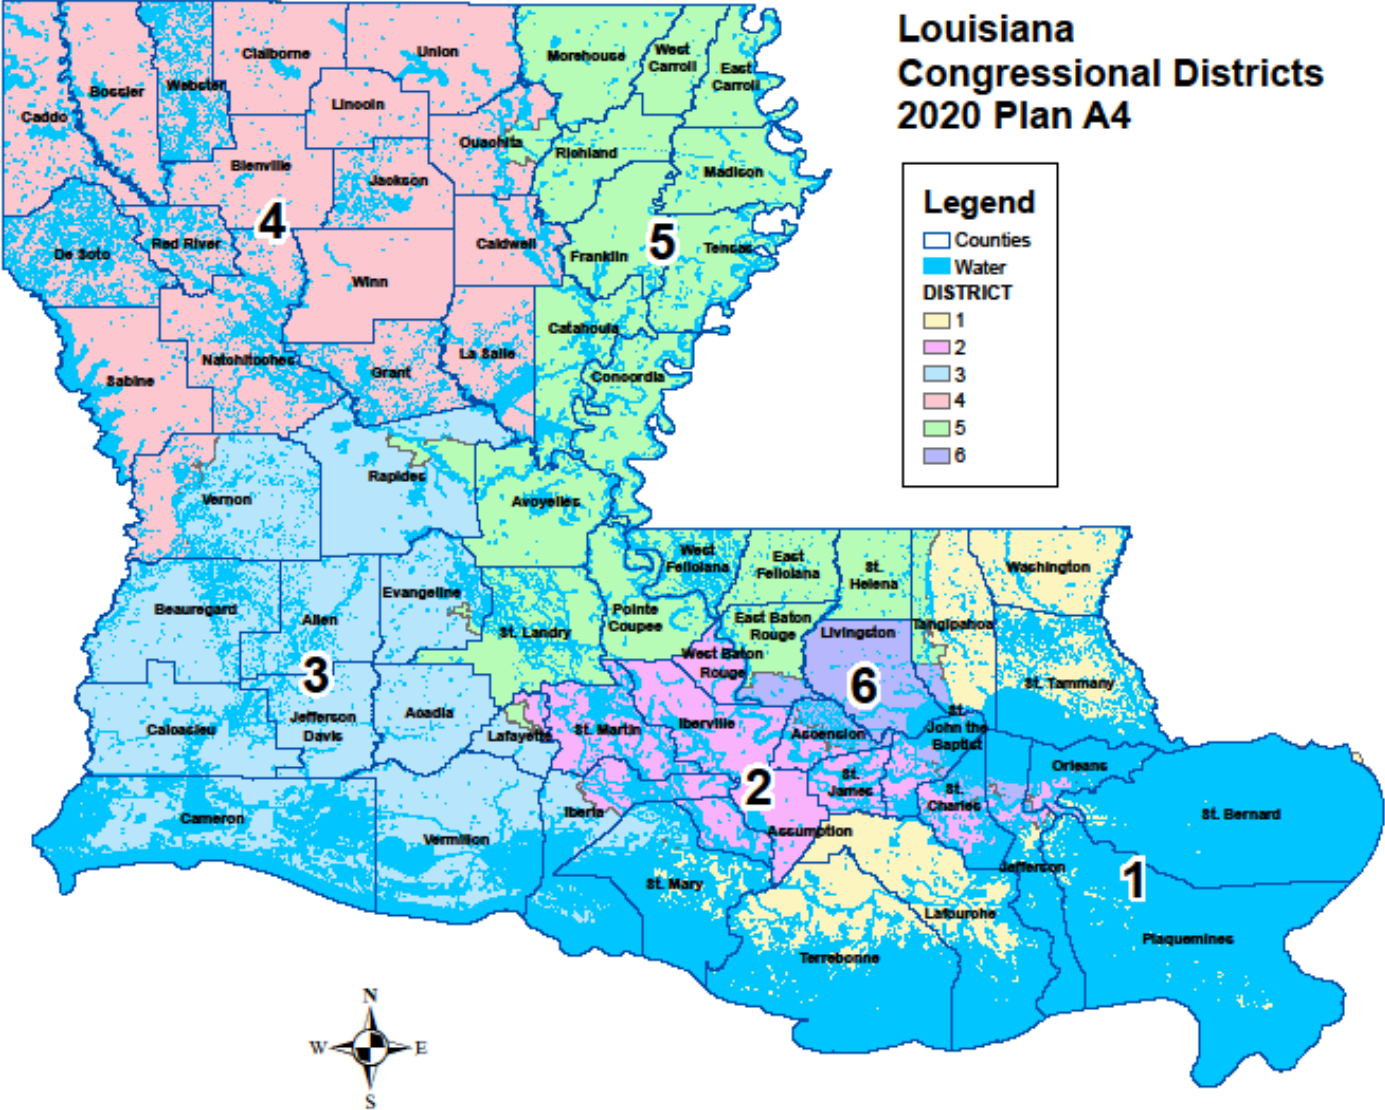 Louisiana
Congressional Districts
2020 Plan A4
Legend
Counties
Water
DISTRICT
1
2
3
4
5
6
Caddo
Bossier
Webster
Claiborne
Union
Lincoln
Morehouse
West
Carroll
East
Carroll
Ouachita
Richland
Madison
Bienville
Jackson
4
De Soto
Red River
Caldwell
Franklin
5
Tensas
Winn
Catahoula
Natchitoches
La Salle
Grant
Sabine
Concordia
Rapides
Vernon
Avoyelles
West
Feliciana
East
Feliciana
St.
Helena
Washington
Beauregard
Allen
Evangeline
St. Landry
Pointe
Coupee
East Baton
Rouge
Livingston
Tangipahoa
West Baton
Rouge
3
6
St. Tammany
Calcasieu
Jefferson
Davis
Acadia
Lafayette
St. Martin
Iberville
Ascension
St.
John the
Baptist
Orleans
2
St.
James
St.
Charles
Cameron
Vermilion
Iberia
Assumption
St. Bernard
Jefferson
1
St. Mary
Lafourche
Terrebonne
Plaquemines
N
W
E
S